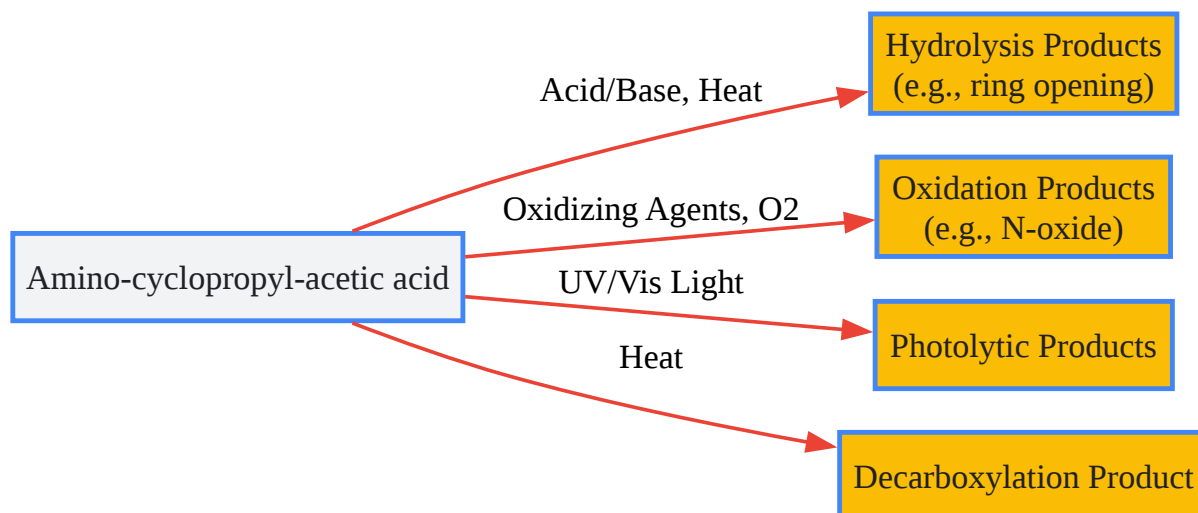 Hydrolysis Products
(e.g., ring opening)
Acid/Base, Heat
Oxidation Products
(e.g., N-oxide)
Oxidizing Agents, O2
Amino-cyclopropyl-acetic acid
UV/Vis Light
Photolytic Products
Heat
Decarboxylation Product